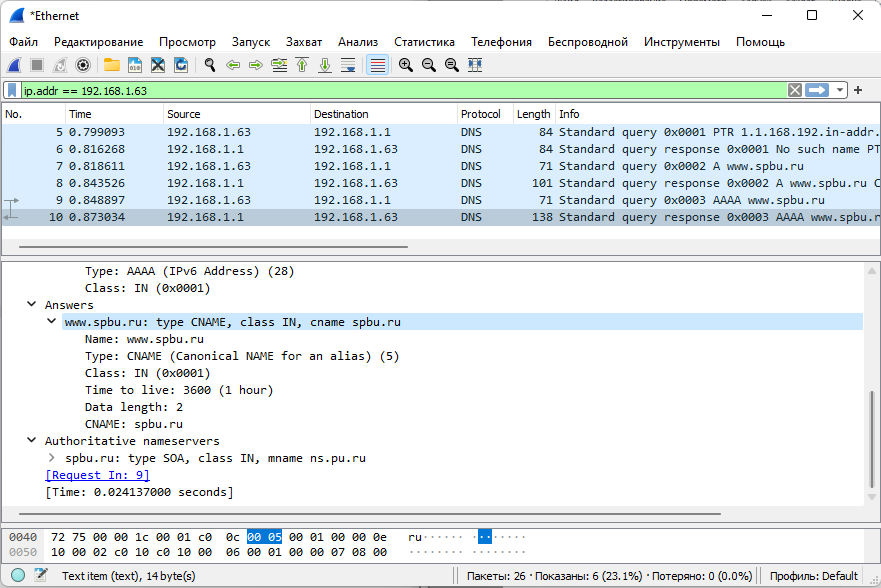 *Ethernet
Файл Редактирование Просмотр Запуск Захват Анализ Статистика Телефония Беспроводной Инструменты Помощь
ip.addr == 192.168.1.63
No. Time Source Destination Protocol Length Info
5 0.799093 192.168.1.63 192.168.1.1 DNS 84 Standard query 0x0001 PTR 1.1.168.192.in-addr.
6 0.816268 192.168.1.1 192.168.1.63 DNS 84 Standard query response 0x0001 No such name PT
7 0.818611 192.168.1.63 192.168.1.1 DNS 71 Standard query 0x0002 A www.spbu.ru
8 0.843526 192.168.1.1 192.168.1.63 DNS 101 Standard query response 0x0002 A www.spbu.ru C
9 0.848897 192.168.1.63 192.168.1.1 DNS 71 Standard query 0x0003 AAAA www.spbu.ru
10 0.873034 192.168.1.1 192.168.1.63 DNS 138 Standard query response 0x0003 AAAA www.spbu.r
Type: AAAA (IPv6 Address) (28)
Class: IN (0x0001)
Answers
www.spbu.ru: type CNAME, class IN, cname spbu.ru
Name: www.spbu.ru
Type: CNAME (Canonical NAME for an alias) (5)
Class: IN (0x0001)
Time to live: 3600 (1 hour)
Data length: 2
CNAME: spbu.ru
Authoritative nameservers
spbu.ru: type SOA, class IN, mname ns.pu.ru
[Request In: 9]
[Time: 0.024137000 seconds]
0040 72 75 00 00 1c 00 01 c0 0c 00 05 00 01 00 00 0e ru······ ········
0050 10 00 02 c0 10 c0 10 00 06 00 01 00 00 07 08 00 ········ ········
Text item (text), 14 byte(s) Пакеты: 26 · Показаны: 6 (23.1%) · Потеряно: 0 (0.0%) Профиль: Default